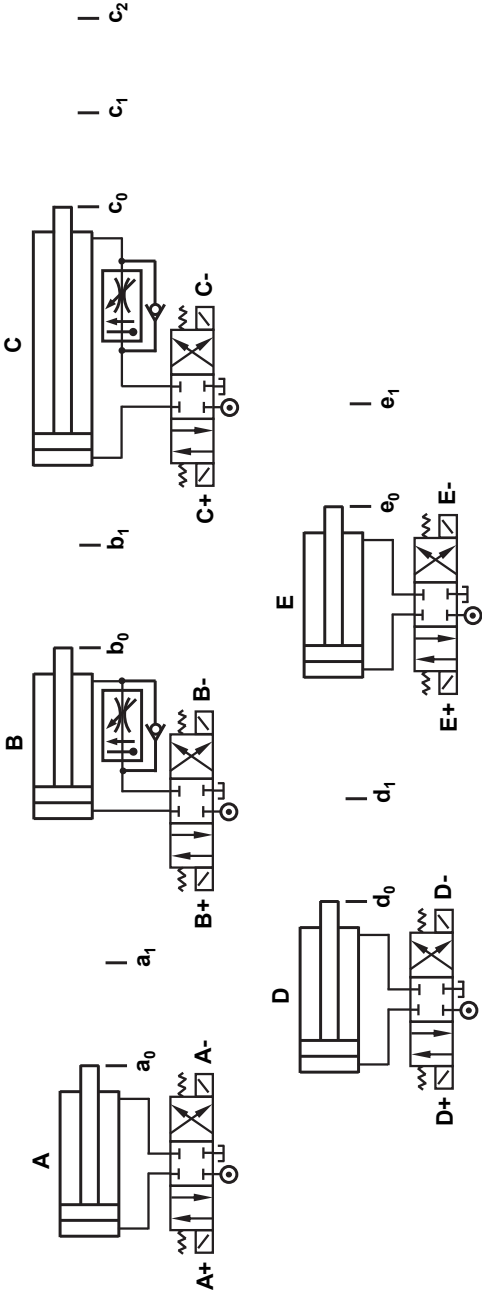 A B C
a₀ a₁ b₀ b₁ c₀ c₁ c₂
A+ A- B+ B- C+ C-
D E
d₀ d₁ e₀ e₁
D+ D- E+ E-